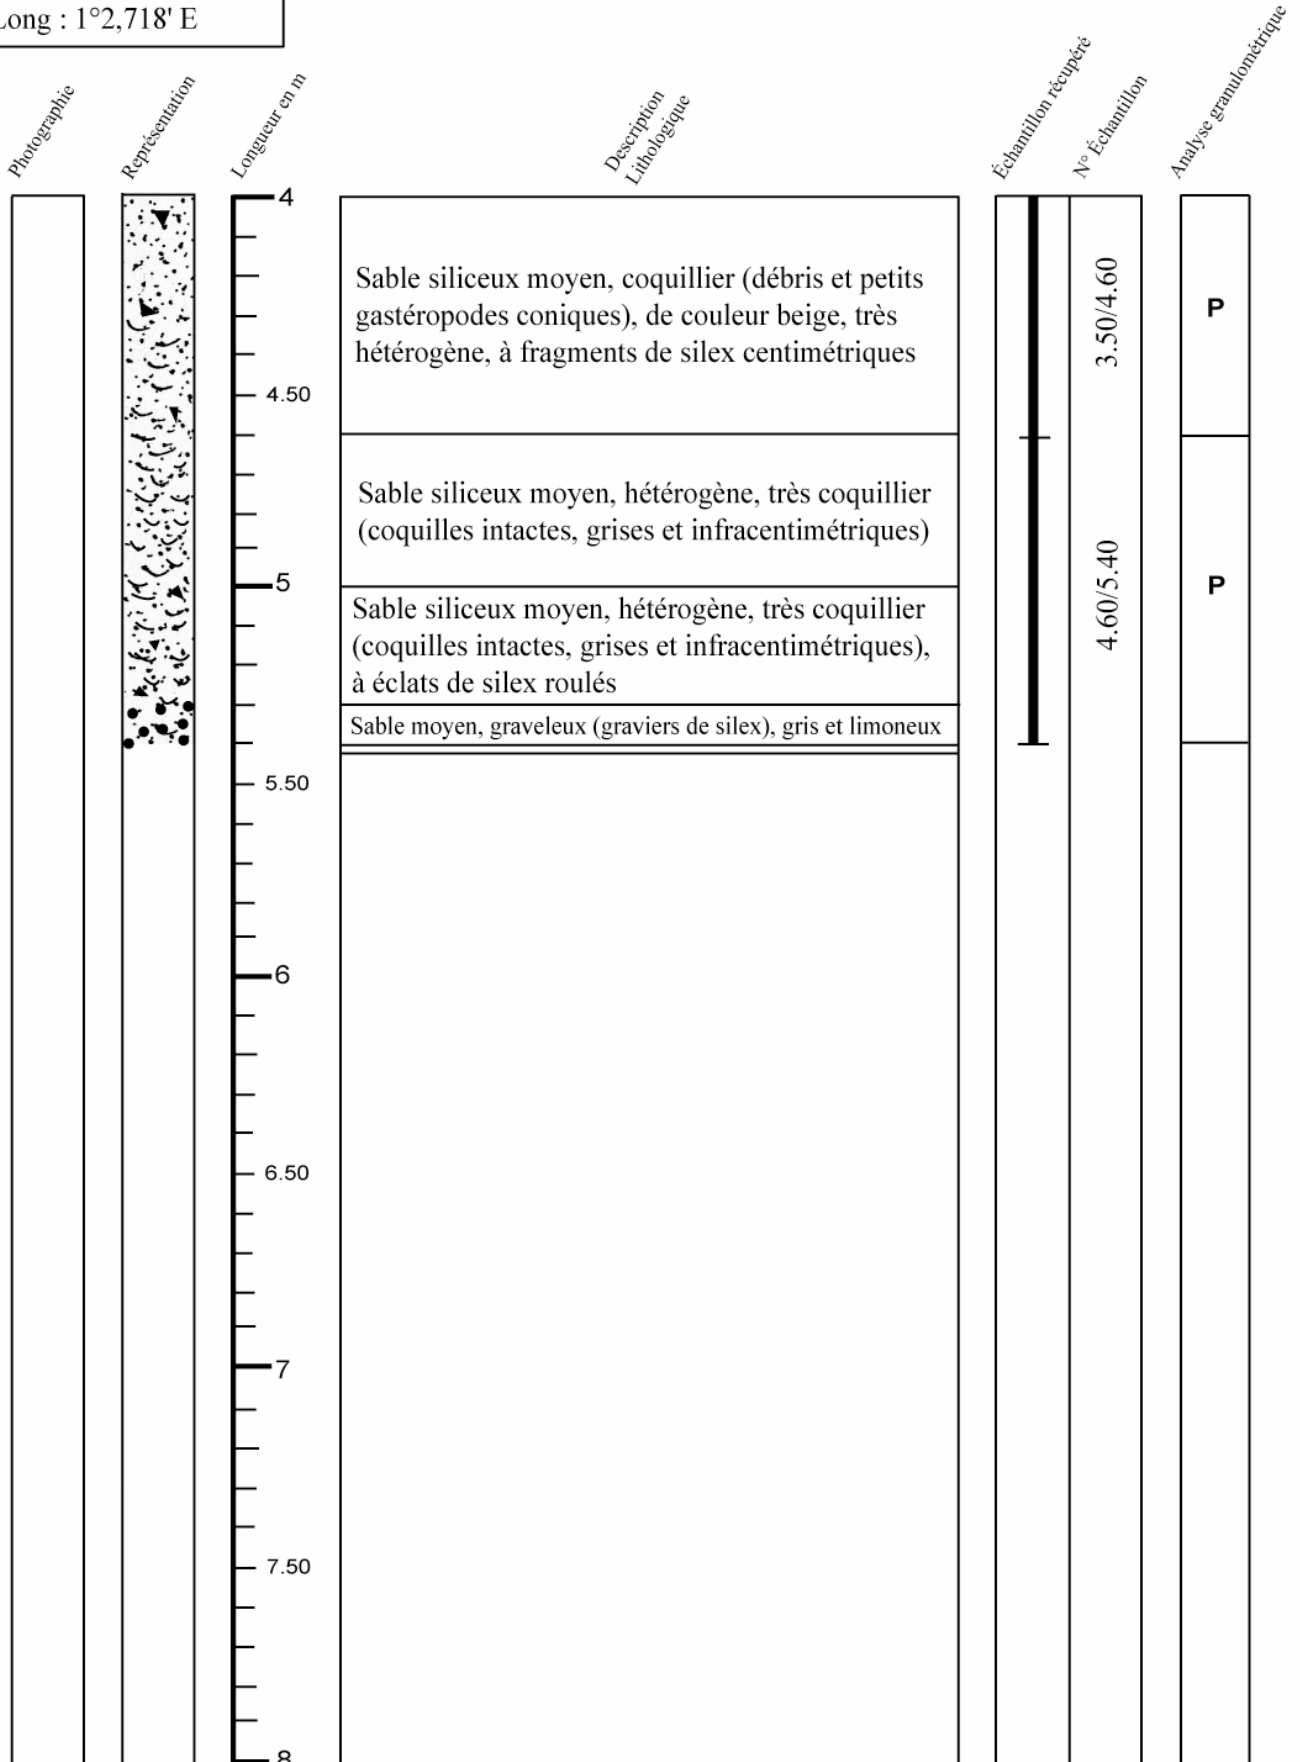 Long : 1°2,718' E
Photographie
Représentation
Longueur en m
Description
Lithologique
Échantillon récupéré
N° Échantillon
Analyse granulométrique
4
Sable siliceux moyen, coquillier (débris et petits
gastéropodes coniques), de couleur beige, très
hétérogène, à fragments de silex centimétriques
3.50/4.60
P
4.50
Sable siliceux moyen, hétérogène, très coquillier
(coquilles intactes, grises et infracentimétriques)
4.60/5.40
P
5
Sable siliceux moyen, hétérogène, très coquillier
(coquilles intactes, grises et infracentimétriques),
à éclats de silex roulés
Sable moyen, graveleux (graviers de silex), gris et limoneux
5.50
6
6.50
7
7.50
8